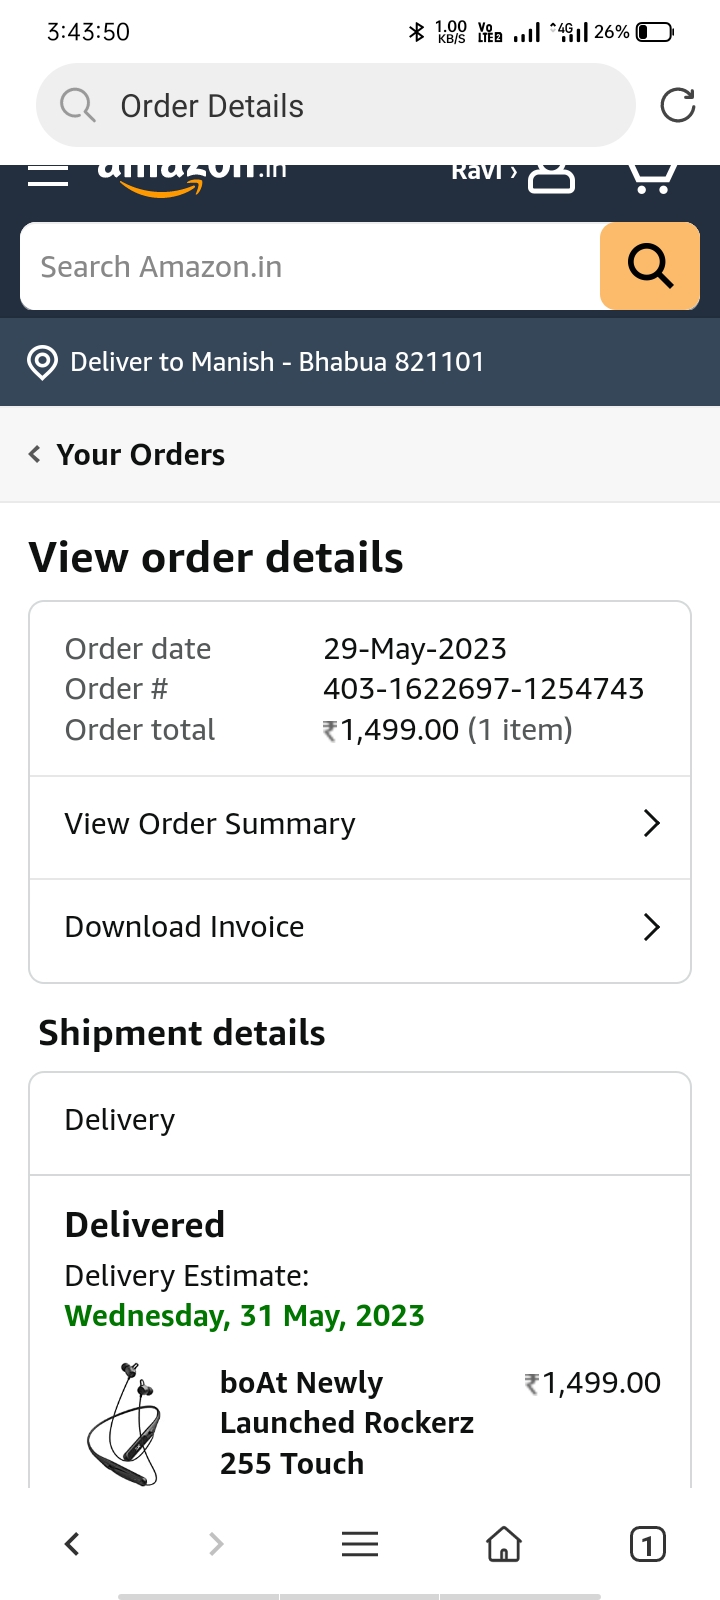 3:43:50 1.00 KB/S Vo LTE2 4G 26%
Order Details
amazon.in Ravi ›
Search Amazon.in
Deliver to Manish - Bhabua 821101
Your Orders
View order details
Order date 29-May-2023
Order # 403-1622697-1254743
Order total ₹1,499.00 (1 item)
View Order Summary
Download Invoice
Shipment details
Delivery
Delivered
Delivery Estimate:
Wednesday, 31 May, 2023
boAt Newly ₹1,499.00
Launched Rockerz
255 Touch
1